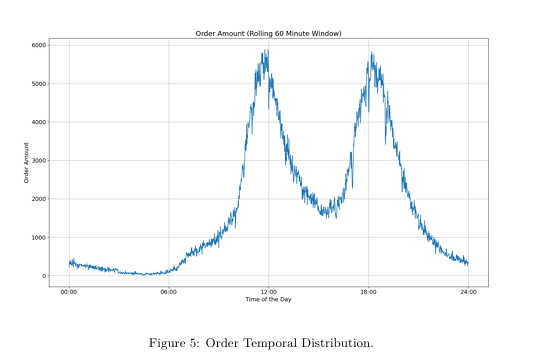 Order Amount (Rolling 60 Minute Window)
6000
5000
4000
3000
2000
1000
0
Order Amount
00:00 06:00 12:00 18:00 24:00
Time of the Day
Figure 5: Order Temporal Distribution.